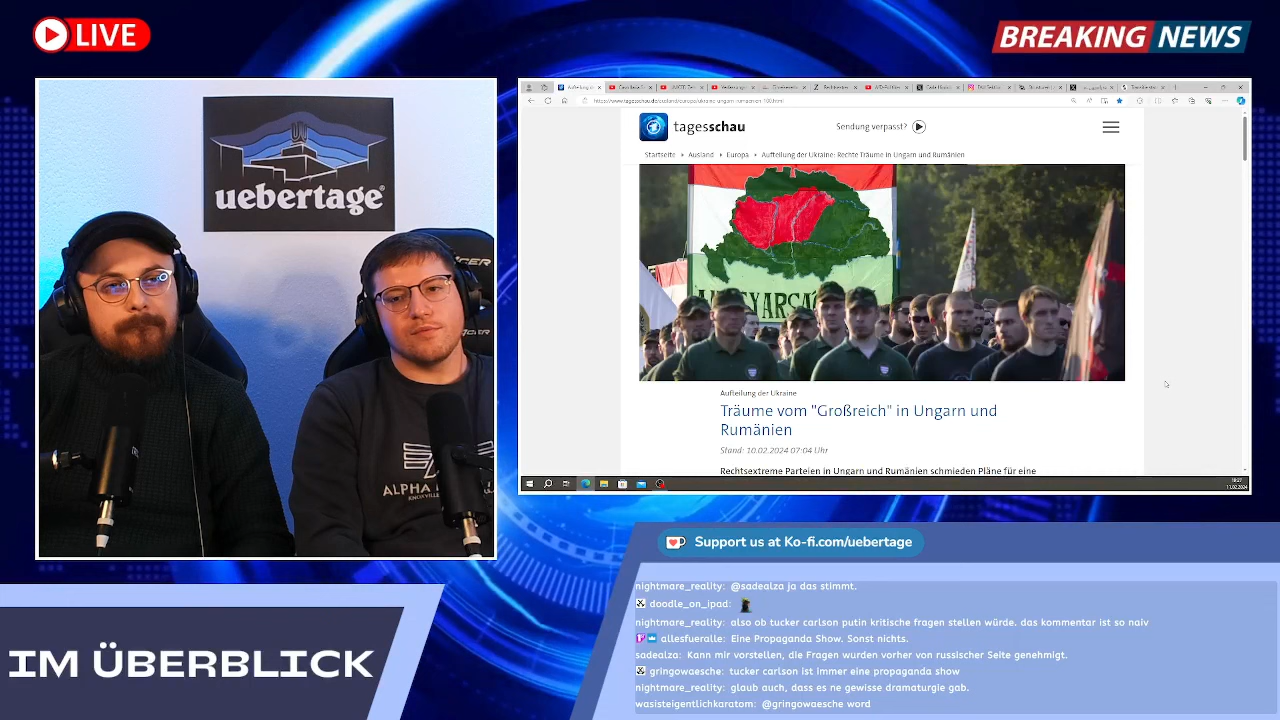 LIVE
BREAKING NEWS
uebertage
tagesschau
Sendung verpasst?
Startseite
Ausland
Europa
Aufteilung der Ukraine: Rechte Träume in Ungarn und Rumänien
Aufteilung der Ukraine
Träume vom "Großreich" in Ungarn und
Rumänien
Stand: 10.02.2024 07:04 Uhr
Rechtsextreme Parteien in Ungarn und Rumänien schmieden Pläne für eine
11.02.2024
Support us at Ko-fi.com/uebertage
nightmare_reality: @sadealza ja das stimmt.
doodle_on_ipad:
nightmare_reality: also ob tucker carlson putin kritische fragen stellen würde. das kommentar ist so naiv
allesfueralle: Eine Propaganda Show. Sonst nichts.
sadealza: Kann mir vorstellen, die Fragen wurden vorher von russischer Seite genehmigt.
gringowaesche: tucker carlson ist immer eine propaganda show
nightmare_reality: glaub auch, dass es ne gewisse dramaturgie gab.
wasisteigentlichkaratom: @gringowaesche word
IM ÜBERBLICK
ALPHA